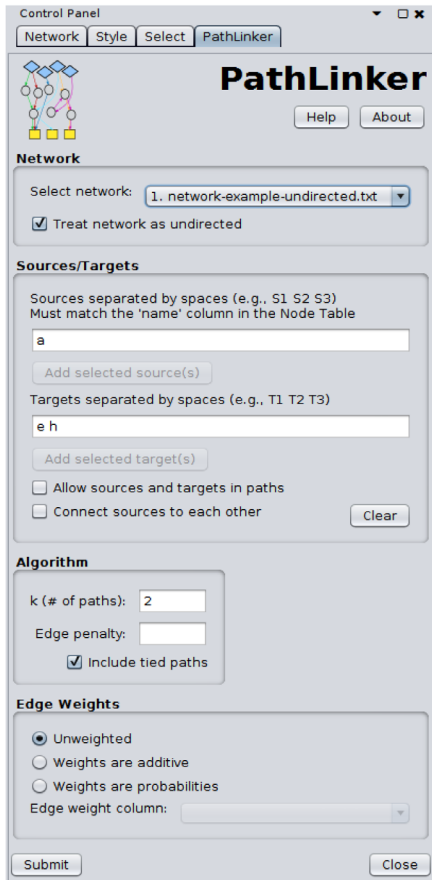 Control Panel
Network Style Select PathLinker
PathLinker
Help About
Network
Select network: 1. network-example-undirected.txt
Treat network as undirected
Sources/Targets
Sources separated by spaces (e.g., S1 S2 S3)
Must match the 'name' column in the Node Table
a
Add selected source(s)
Targets separated by spaces (e.g., T1 T2 T3)
e h
Add selected target(s)
Allow sources and targets in paths
Connect sources to each other
Clear
Algorithm
k (# of paths): 2
Edge penalty:
Include tied paths
Edge Weights
Unweighted
Weights are additive
Weights are probabilities
Edge weight column:
Submit Close